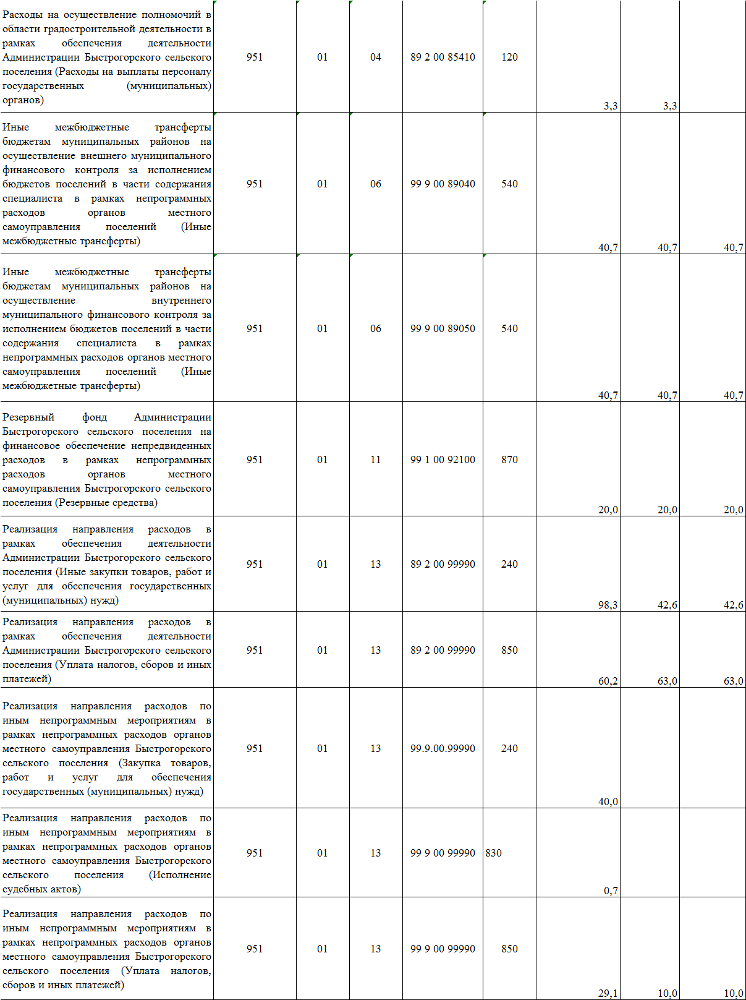 Расходы на осуществление полномочий в
области градостроительной деятельности в
рамках обеспечения деятельности
Администрации Быстрогорского сельского
поселения (Расходы на выплаты персоналу
государственных (муниципальных)
органов)
951 01 04 89 2 00 85410 120
3,3 3,3
Иные межбюджетные трансферты
бюджетам муниципальных районов на
осуществление внешнего муниципального
финансового контроля за исполнением
бюджетов поселений в части содержания
специалиста в рамках непрограммных
расходов органов местного
самоуправления поселений (Иные
межбюджетные трансферты)
951 01 06 99 9 00 89040 540
40,7 40,7 40,7
Иные межбюджетные трансферты
бюджетам муниципальных районов на
осуществление внутреннего
муниципального финансового контроля за
исполнением бюджетов поселений в части
содержания специалиста в рамках
непрограммных расходов органов местного
самоуправления поселений (Иные
межбюджетные трансферты)
951 01 06 99 9 00 89050 540
40,7 40,7 40,7
Резервный фонд Администрации
Быстрогорского сельского поселения на
финансовое обеспечение непредвиденных
расходов в рамках непрограммных
расходов органов местного
самоуправления Быстрогорского сельского
поселения (Резервные средства)
951 01 11 99 1 00 92100 870
20,0 20,0 20,0
Реализация направления расходов в
рамках обеспечения деятельности
Администрации Быстрогорского сельского
поселения (Иные закупки товаров, работ и
услуг для обеспечения государственных
(муниципальных) нужд)
951 01 13 89 2 00 99990 240
98,3 42,6 42,6
Реализация направления расходов в
рамках обеспечения деятельности
Администрации Быстрогорского сельского
поселения (Уплата налогов, сборов и иных
платежей)
951 01 13 89 2 00 99990 850
60,2 63,0 63,0
Реализация направления расходов по
иным непрограммным мероприятиям в
рамках непрограммных расходов органов
местного самоуправления Быстрогорского
сельского поселения (Закупка товаров,
работ и услуг для обеспечения
государственных (муниципальных) нужд)
951 01 13 99.9.00.99990 240
40,0
Реализация направления расходов по
иным непрограммным мероприятиям в
рамках непрограммных расходов органов
местного самоуправления Быстрогорского
сельского поселения (Исполнение
судебных актов)
951 01 13 99 9 00 99990 830
0,7
Реализация направления расходов по
иным непрограммным мероприятиям в
рамках непрограммных расходов органов
местного самоуправления Быстрогорского
сельского поселения (Уплата налогов,
сборов и иных платежей)
951 01 13 99 9 00 99990 850
29,1 10,0 10,0